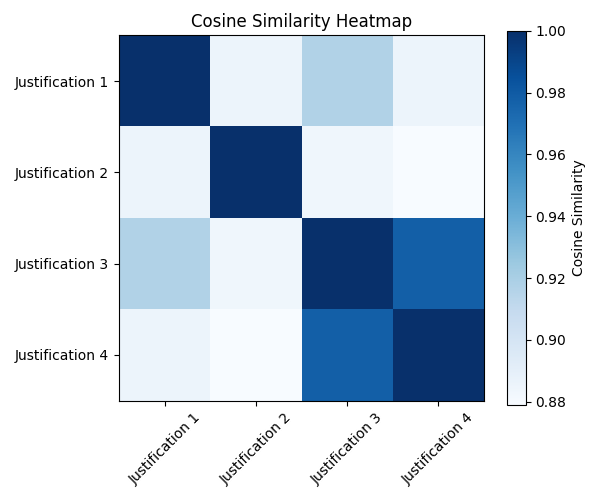 Cosine Similarity Heatmap
Justification 1
Justification 2
Justification 3
Justification 4
Justification 1
Justification 2
Justification 3
Justification 4
1.00
0.98
0.96
0.94
0.92
0.90
0.88
Cosine Similarity